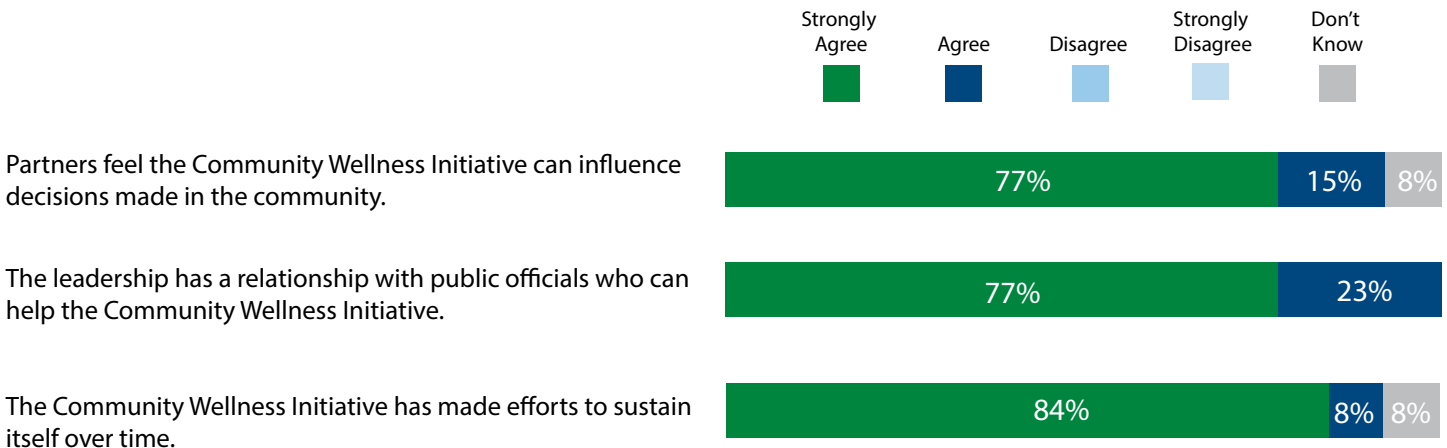 Strongly Agree
Agree
Disagree
Strongly Disagree
Don't Know
Partners feel the Community Wellness Initiative can influence
decisions made in the community.
77% 15% 8%
The leadership has a relationship with public officials who can
help the Community Wellness Initiative.
77% 23%
The Community Wellness Initiative has made efforts to sustain
itself over time.
84% 8% 8%